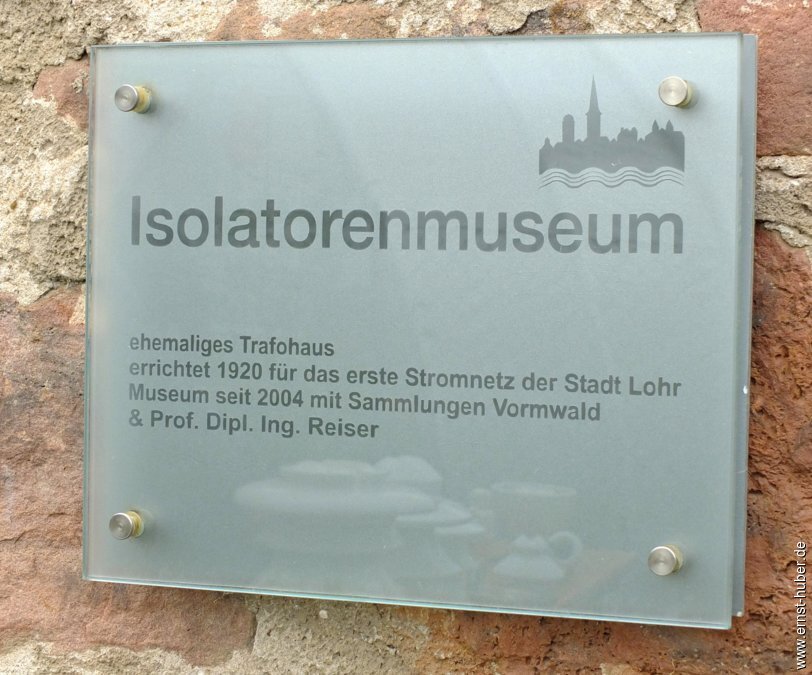 Isolatorenmuseum
ehemaliges Trafohaus
errichtet 1920 für das erste Stromnetz der Stadt Lohr
Museum seit 2004 mit Sammlungen Vormwald
& Prof. Dipl. Ing. Reiser
www.ernst-huber.de